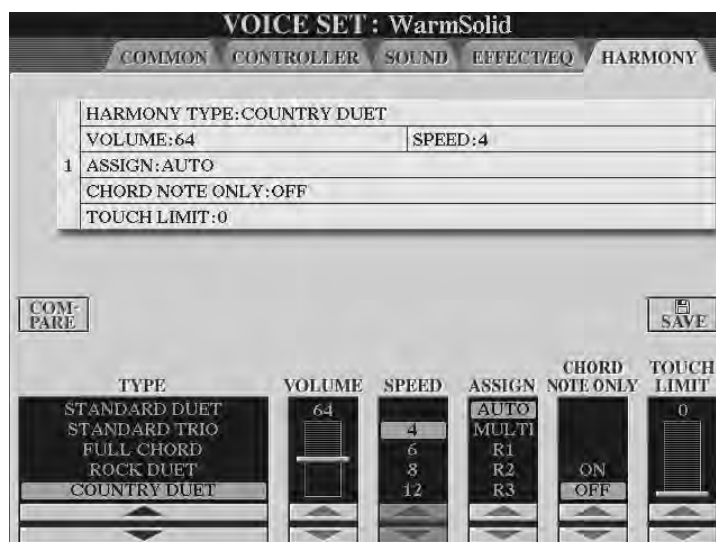 VOICE SET : WarmSolid
COMMON CONTROLLER SOUND EFFECT/EQ HARMONY
HARMONY TYPE:COUNTRY DUET
VOLUME:64 SPEED:4
1 ASSIGN:AUTO
CHORD NOTE ONLY:OFF
TOUCH LIMIT:0
COM-
PARE
SAVE
TYPE VOLUME SPEED ASSIGN CHORD NOTE ONLY TOUCH LIMIT
STANDARD DUET 64 AUTO 0
STANDARD TRIO 4 MULTI
FULL CHORD 6 R1
ROCK DUET 8 R2 ON
COUNTRY DUET 12 R3 OFF